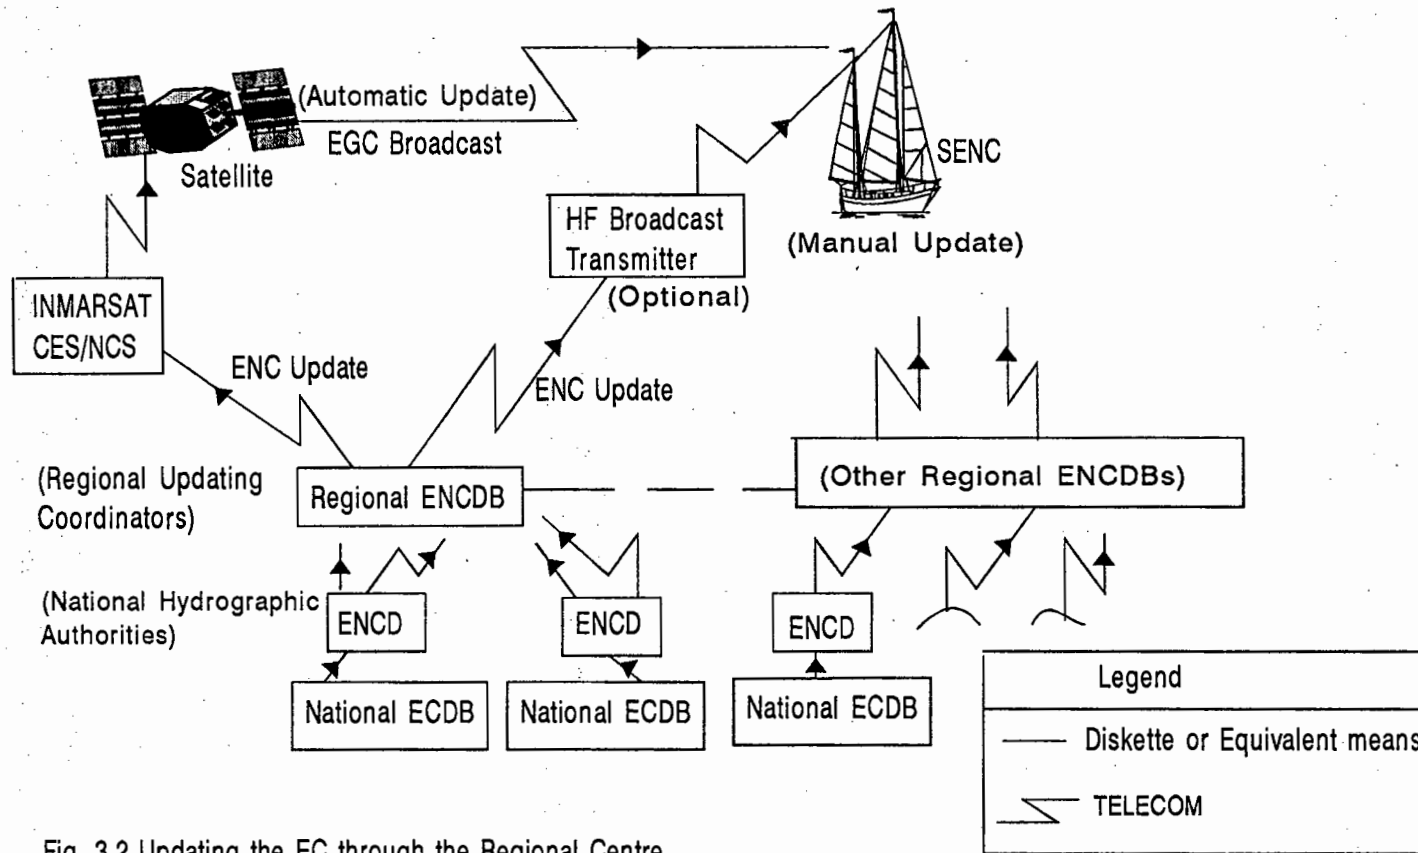 (Automatic Update)
EGC Broadcast
Satellite
SENC
HF Broadcast
Transmitter
(Manual Update)
(Optional)
INMARSAT
CES/NCS
ENC Update
ENC Update
(Regional Updating
Coordinators)
Regional ENCDB
(Other Regional ENCDBs)
(National Hydrographic
Authorities)
ENCD
ENCD
ENCD
National ECDB
National ECDB
National ECDB
Legend
Diskette or Equivalent means
TELECOM
Fig. 3.2 Updating the EC through the Regional Centre